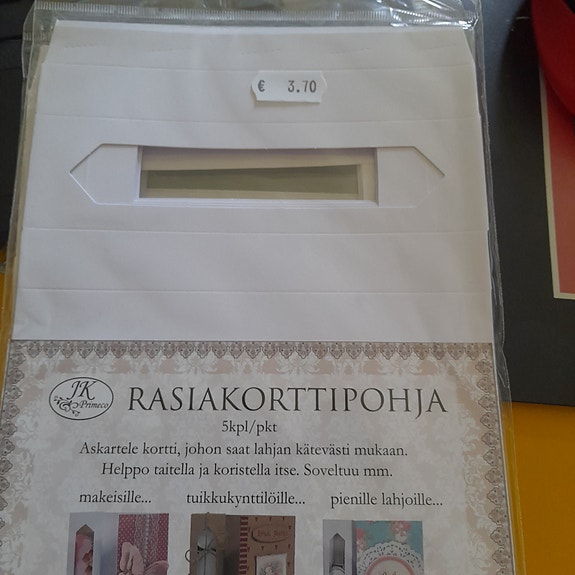 € 3.70
JK
Primeco
RASIAKORTTIPOHJA
5kpl/pkt
Askartele kortti, johon saat lahjan kätevästi mukaan.
Helppo taitella ja koristella itse. Soveltuu mm.
makeisille... tuikkukynttilöille... pienille lahjoille...